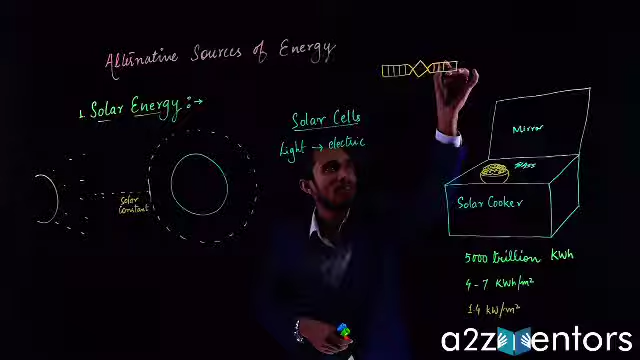 Alternative Sources of Energy
1. Solar Energy :→
Solar Cells
Light → electric
Solar
Constant
Mirror
Solar Cooker
5000 trillion KWh
4-7 KWh/m²
1.4 KW/m²
a2zmentors